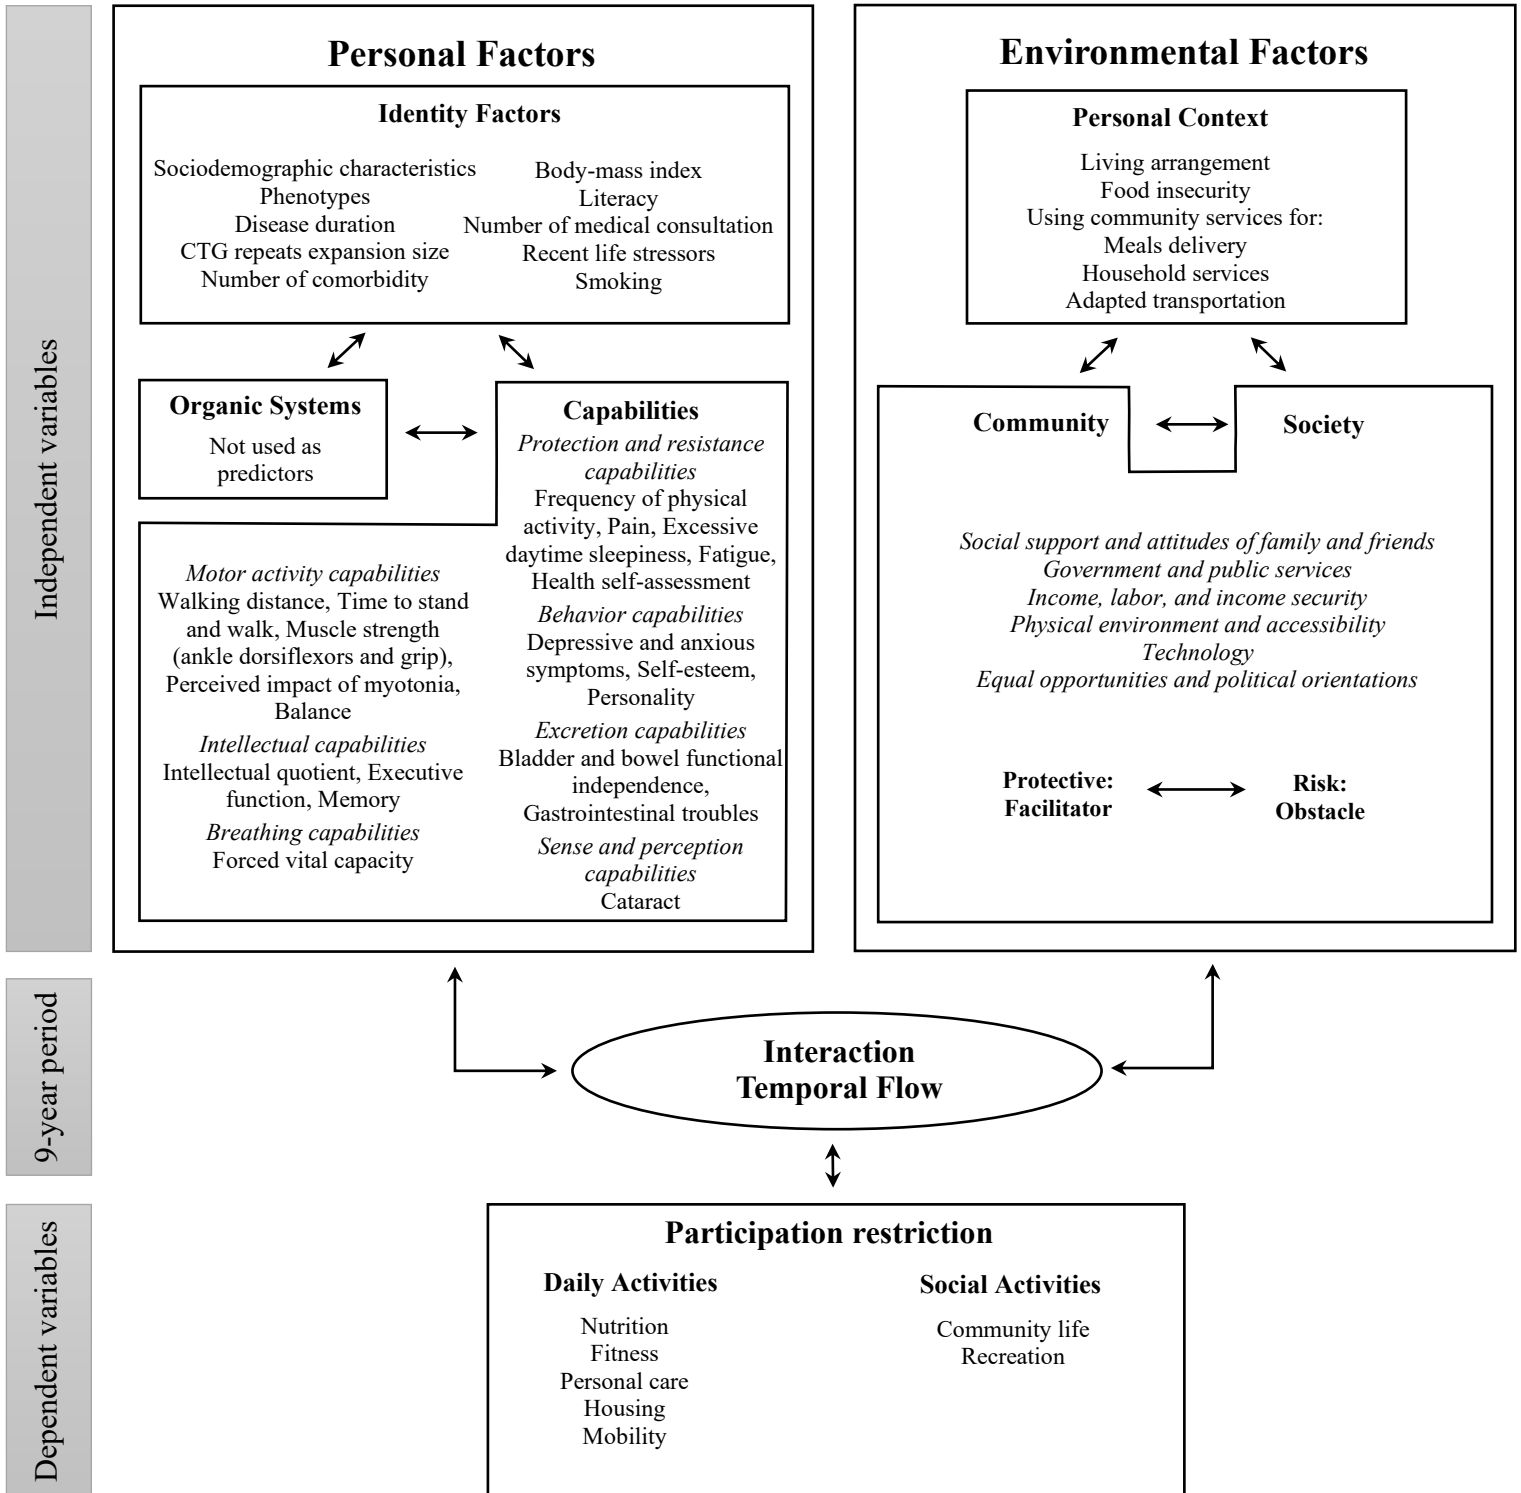 Independent variables
Personal Factors
Identity Factors
Sociodemographic characteristics
Phenotypes
Disease duration
CTG repeats expansion size
Number of comorbidity
Body-mass index
Literacy
Number of medical consultation
Recent life stressors
Smoking
Organic Systems
Not used as
predictors
Capabilities
Protection and resistance
capabilities
Frequency of physical
activity, Pain, Excessive
daytime sleepiness, Fatigue,
Health self-assessment
Behavior capabilities
Depressive and anxious
symptoms, Self-esteem,
Personality
Excretion capabilities
Bladder and bowel functional
independence,
Gastrointestinal troubles
Sense and perception
capabilities
Cataract
Motor activity capabilities
Walking distance, Time to stand
and walk, Muscle strength
(ankle dorsiflexors and grip),
Perceived impact of myotonia,
Balance
Intellectual capabilities
Intellectual quotient, Executive
function, Memory
Breathing capabilities
Forced vital capacity
Environmental Factors
Personal Context
Living arrangement
Food insecurity
Using community services for:
Meals delivery
Household services
Adapted transportation
Community
Society
Social support and attitudes of family and friends
Government and public services
Income, labor, and income security
Physical environment and accessibility
Technology
Equal opportunities and political orientations
Protective:
Facilitator
Risk:
Obstacle
9-year period
Interaction
Temporal Flow
Dependent variables
Participation restriction
Daily Activities
Nutrition
Fitness
Personal care
Housing
Mobility
Social Activities
Community life
Recreation